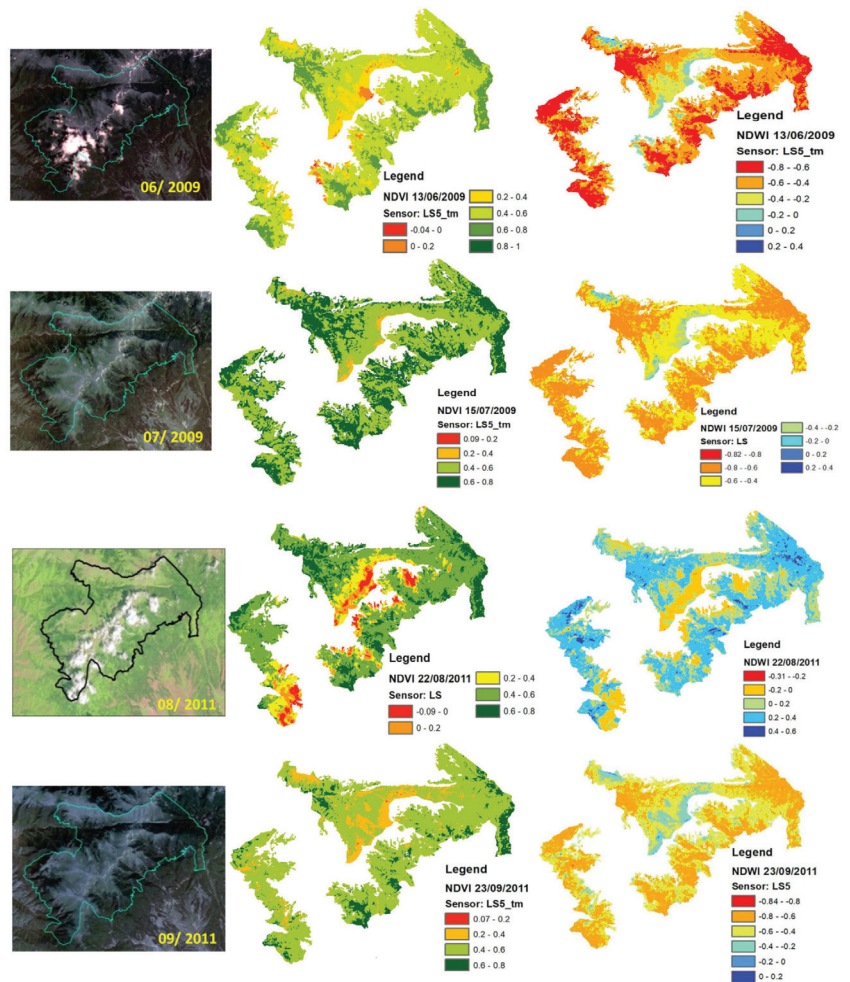 06/ 2009
Legend
NDVI 13/06/2009
Sensor: LS5_tm
-0.04 - 0
0 - 0.2
0.2 - 0.4
0.4 - 0.6
0.6 - 0.8
0.8 - 1
Legend
NDWI 13/06/2009
Sensor: LS5_tm
-0.8 - -0.6
-0.6 - -0.4
-0.4 - -0.2
-0.2 - 0
0 - 0.2
0.2 - 0.4
07/ 2009
Legend
NDVI 15/07/2009
Sensor: LS5_tm
0.09 - 0.2
0.2 - 0.4
0.4 - 0.6
0.6 - 0.8
Legend
NDWI 15/07/2009
Sensor: LS
-0.82 - -0.8
-0.8 - -0.6
-0.6 - -0.4
-0.4 - -0.2
-0.2 - 0
0 - 0.2
0.2 - 0.4
08/ 2011
Legend
NDVI 22/08/2011
Sensor: LS
-0.09 - 0
0 - 0.2
0.2 - 0.4
0.4 - 0.6
0.6 - 0.8
Legend
NDWI 22/08/2011
-0.31 - -0.2
-0.2 - 0
0 - 0.2
0.2 - 0.4
0.4 - 0.6
09/ 2011
Legend
NDVI 23/09/2011
Sensor: LS5_tm
0.07 - 0.2
0.2 - 0.4
0.4 - 0.6
0.6 - 0.8
Legend
NDWI 23/09/2011
Sensor: LS5
-0.84 - -0.8
-0.8 - -0.6
-0.6 - -0.4
-0.4 - -0.2
-0.2 - 0
0 - 0.2